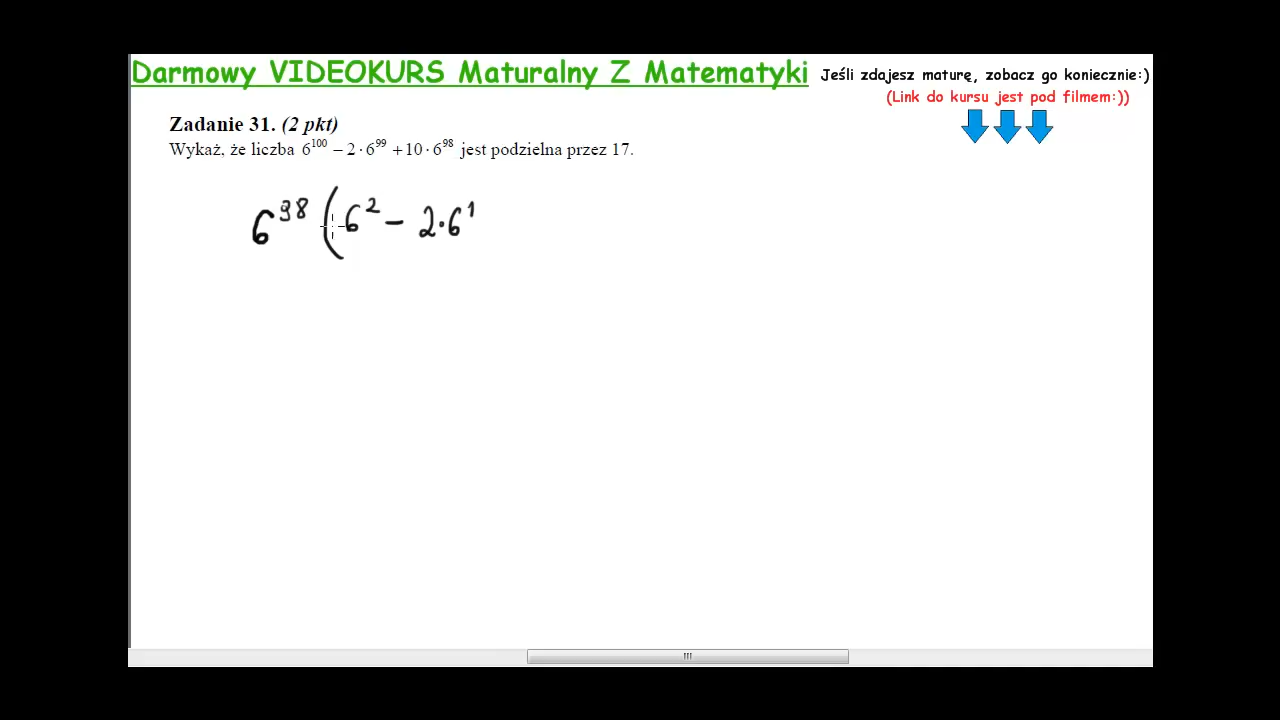 Darmowy VIDEOKURS Maturalny Z Matematyki
Jeśli zdajesz maturę, zobacz go koniecznie:)
(Link do kursu jest pod filmem:))
Zadanie 31. (2 pkt)
Wykaż, że liczba 6^100 − 2·6^99 + 10·6^98 jest podzielna przez 17.
6^98 (6^2 − 2·6^1